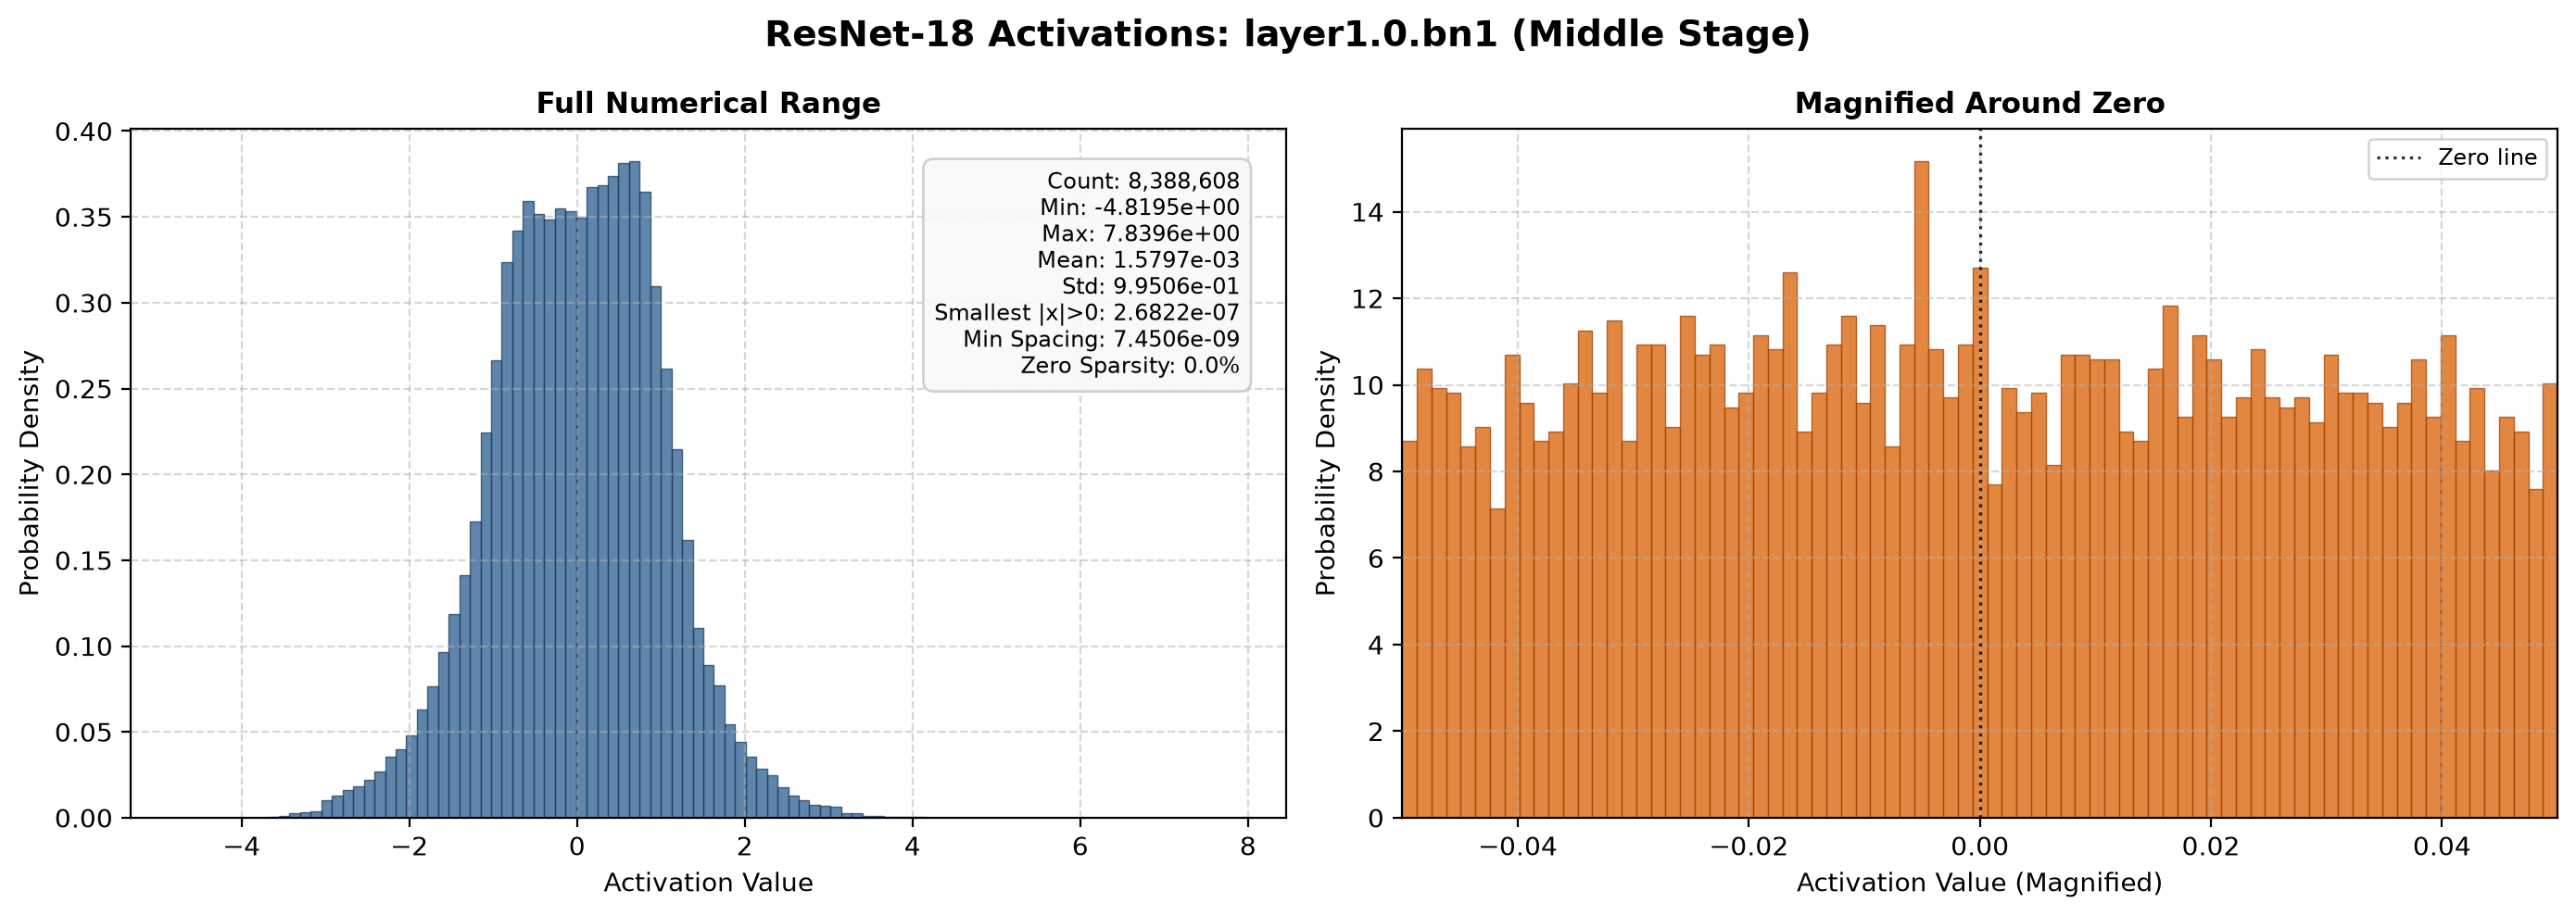 ResNet-18 Activations: layer1.0.bn1 (Middle Stage)
Full Numerical Range
Probability Density
0.40
0.35
0.30
0.25
0.20
0.15
0.10
0.05
0.00
Count: 8,388,608
Min: -4.8195e+00
Max: 7.8396e+00
Mean: 1.5797e-03
Std: 9.9506e-01
Smallest |x|>0: 2.6822e-07
Min Spacing: 7.4506e-09
Zero Sparsity: 0.0%
−4 −2 0 2 4 6 8
Activation Value
Magnified Around Zero
Probability Density
14
12
10
8
6
4
2
0
Zero line
−0.04 −0.02 0.00 0.02 0.04
Activation Value (Magnified)